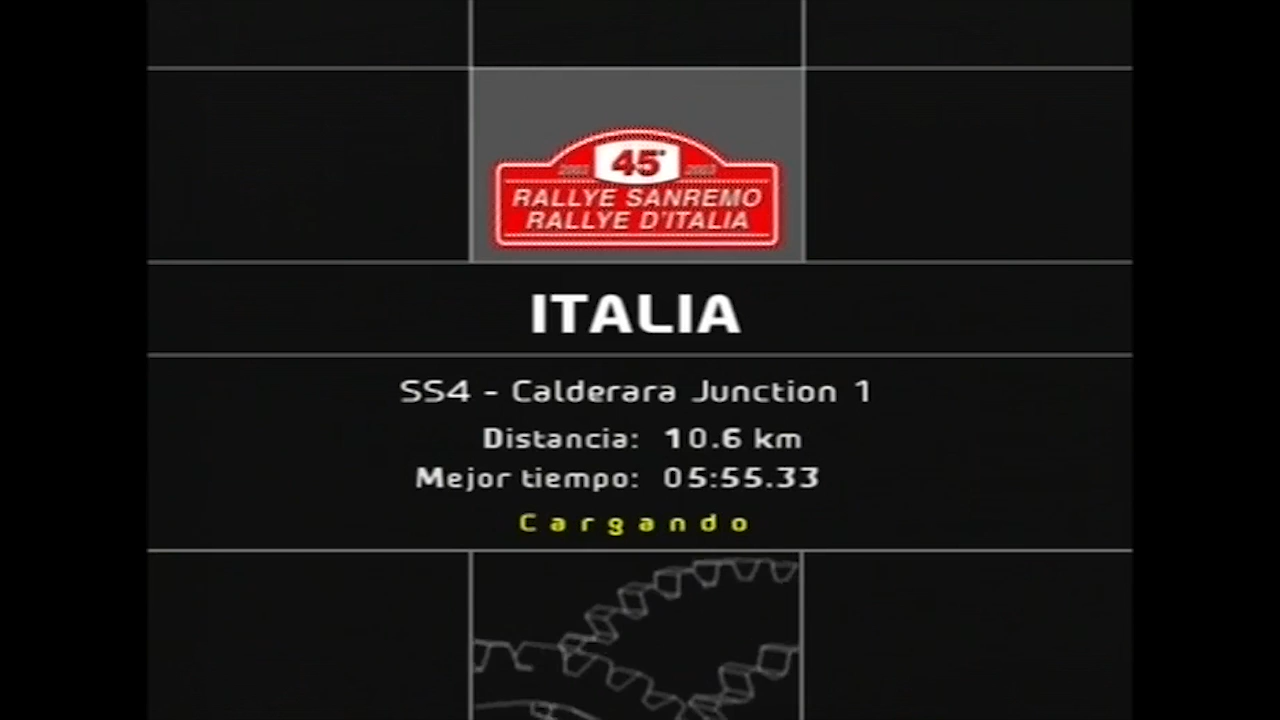 45°
RALLYE SANREMO
RALLYE D'ITALIA
ITALIA
SS4 - Calderara Junction 1
Distancia: 10.6 km
Mejor tiempo: 05:55.33
Cargando